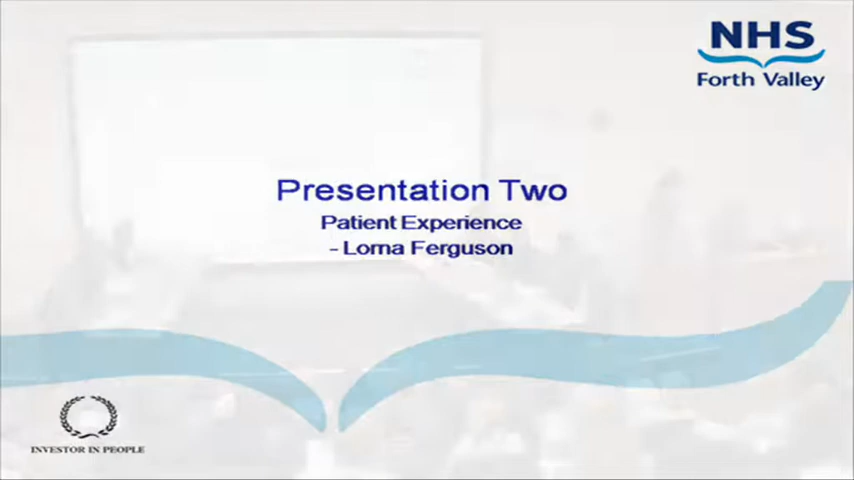 NHS
Forth Valley
Presentation Two
Patient Experience
- Lorna Ferguson
INVESTOR IN PEOPLE